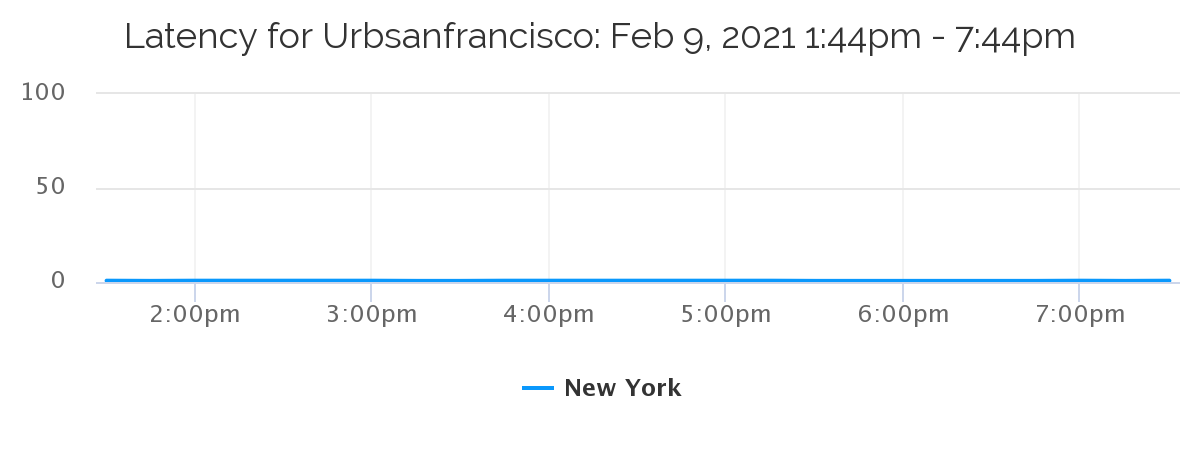 Latency for Urbsanfrancisco: Feb 9, 2021 1:44pm - 7:44pm
100
50
0
2:00pm 3:00pm 4:00pm 5:00pm 6:00pm 7:00pm
New York